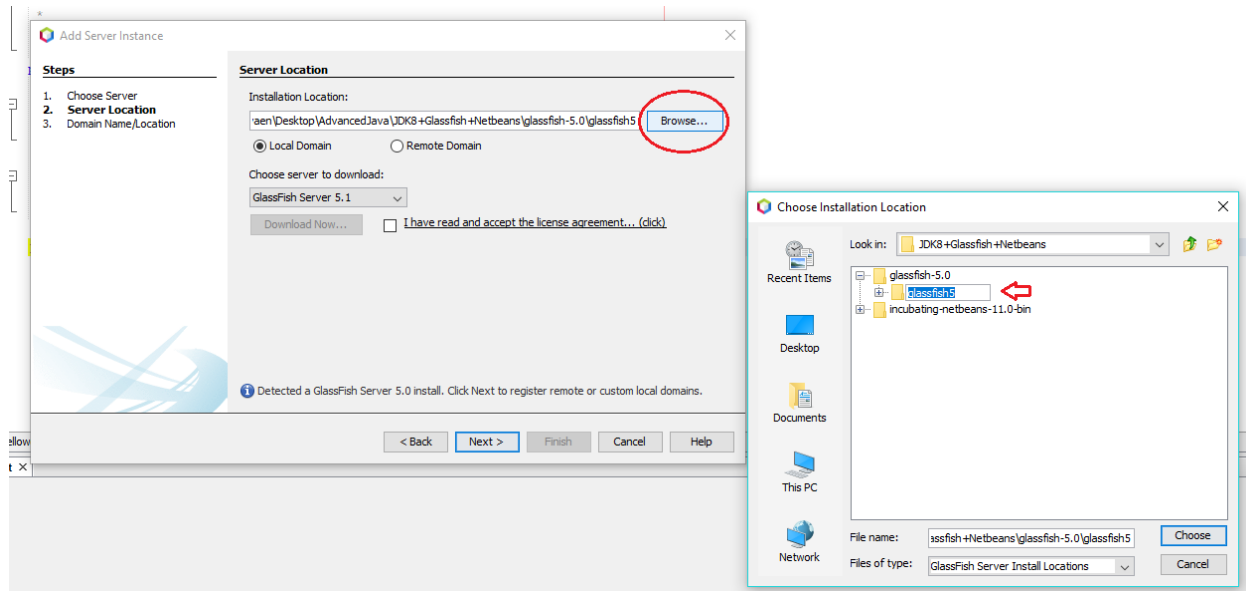 Add Server Instance
Steps
1. Choose Server
2. Server Location
3. Domain Name/Location
Server Location
Installation Location:
aen\Desktop\AdvancedJava\JDK8+Glassfish+Netbeans\glassfish-5.0\glassfish5
Browse...
Local Domain
Remote Domain
Choose server to download:
GlassFish Server 5.1
Download Now...
I have read and accept the license agreement... (click)
Detected a GlassFish Server 5.0 install. Click Next to register remote or custom local domains.
< Back
Next >
Finish
Cancel
Help
Choose Installation Location
Look in:
JDK8+Glassfish+Netbeans
Recent Items
Desktop
Documents
This PC
Network
glassfish-5.0
glassfish5
incubating-netbeans-11.0-bin
File name:
assfish+Netbeans\glassfish-5.0\glassfish5
Choose
Files of type:
GlassFish Server Install Locations
Cancel